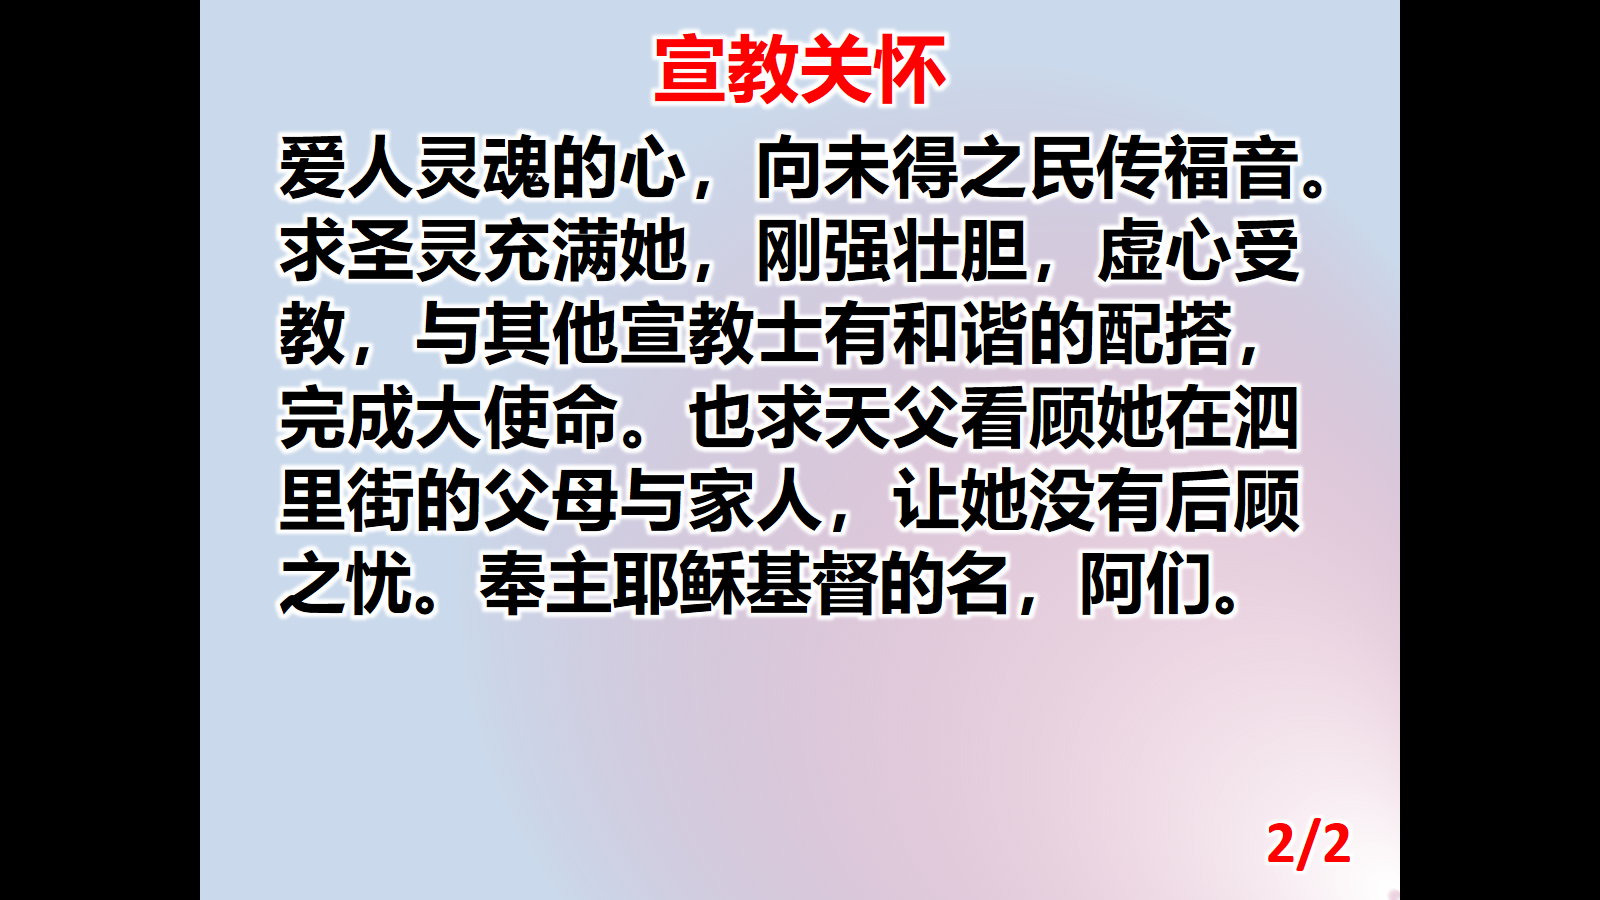 宣教关怀
爱人灵魂的心，向未得之民传福音。
求圣灵充满她，刚强壮胆，虚心受
教，与其他宣教士有和谐的配搭，
完成大使命。也求天父看顾她在泗
里街的父母与家人，让她没有后顾
之忧。奉主耶稣基督的名，阿们。
2/2